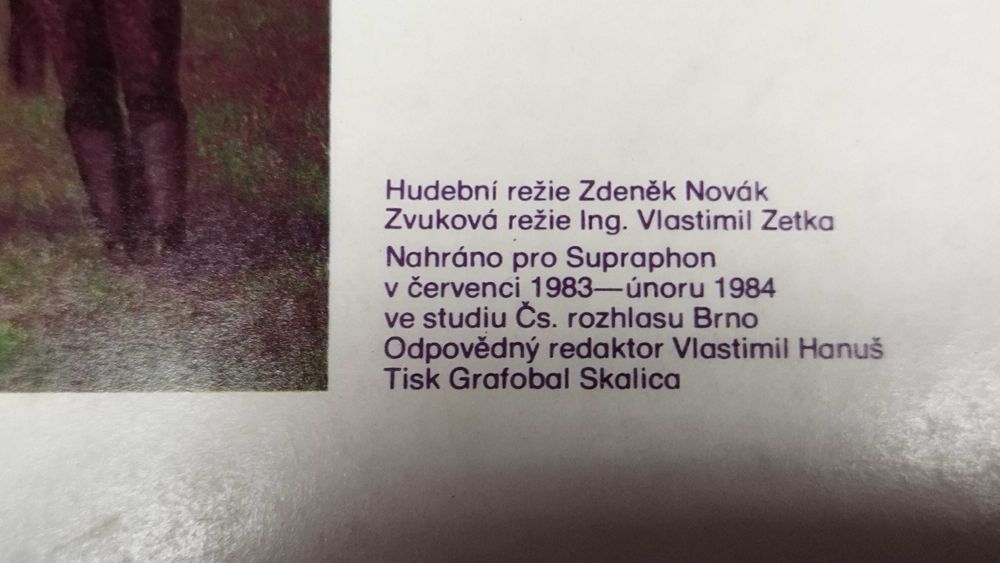 Hudební režie Zdeněk Novák
Zvuková režie Ing. Vlastimil Zetka
Nahráno pro Supraphon
v červenci 1983—únoru 1984
ve studiu Čs. rozhlasu Brno
Odpovědný redaktor Vlastimil Hanuš
Tisk Grafobal Skalica